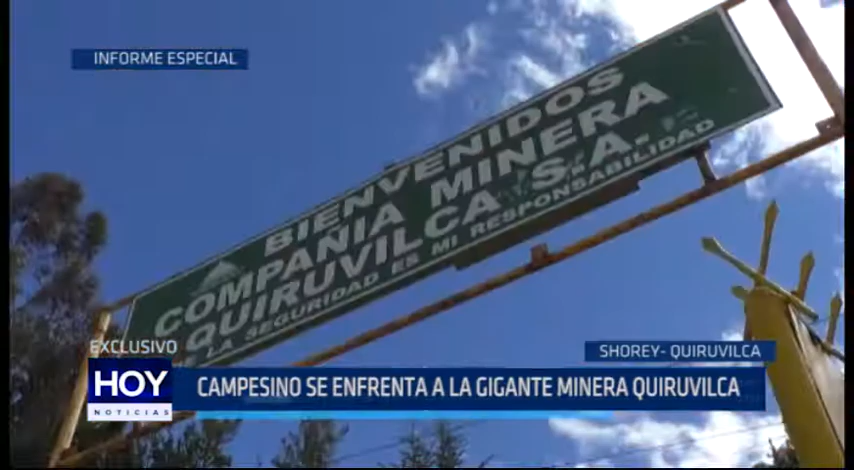 INFORME ESPECIAL
BIENVENIDOS
COMPAÑIA MINERA
QUIRUVILCA S.A.
LA SEGURIDAD ES MI RESPONSABILIDAD
EXCLUSIVO
SHOREY- QUIRUVILCA
HOY
NOTICIAS
CAMPESINO SE ENFRENTA A LA GIGANTE MINERA QUIRUVILCA